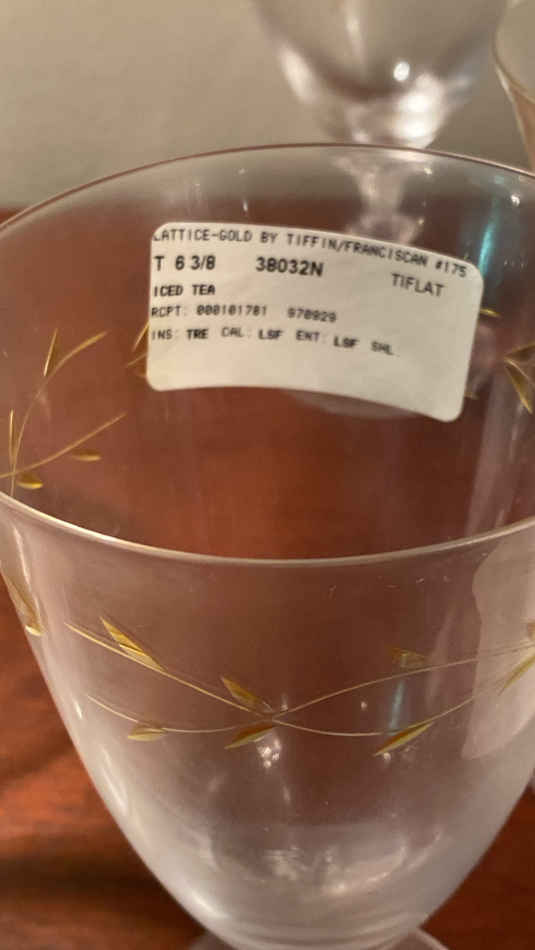 LATTICE-GOLD BY TIFFIN/FRANCISCAN #175
T 6 3/8 38032N TIFLAT
ICED TEA
RCPT: 000101781 970929
INS: TRE CAL: LSF ENT: LSF SHL: